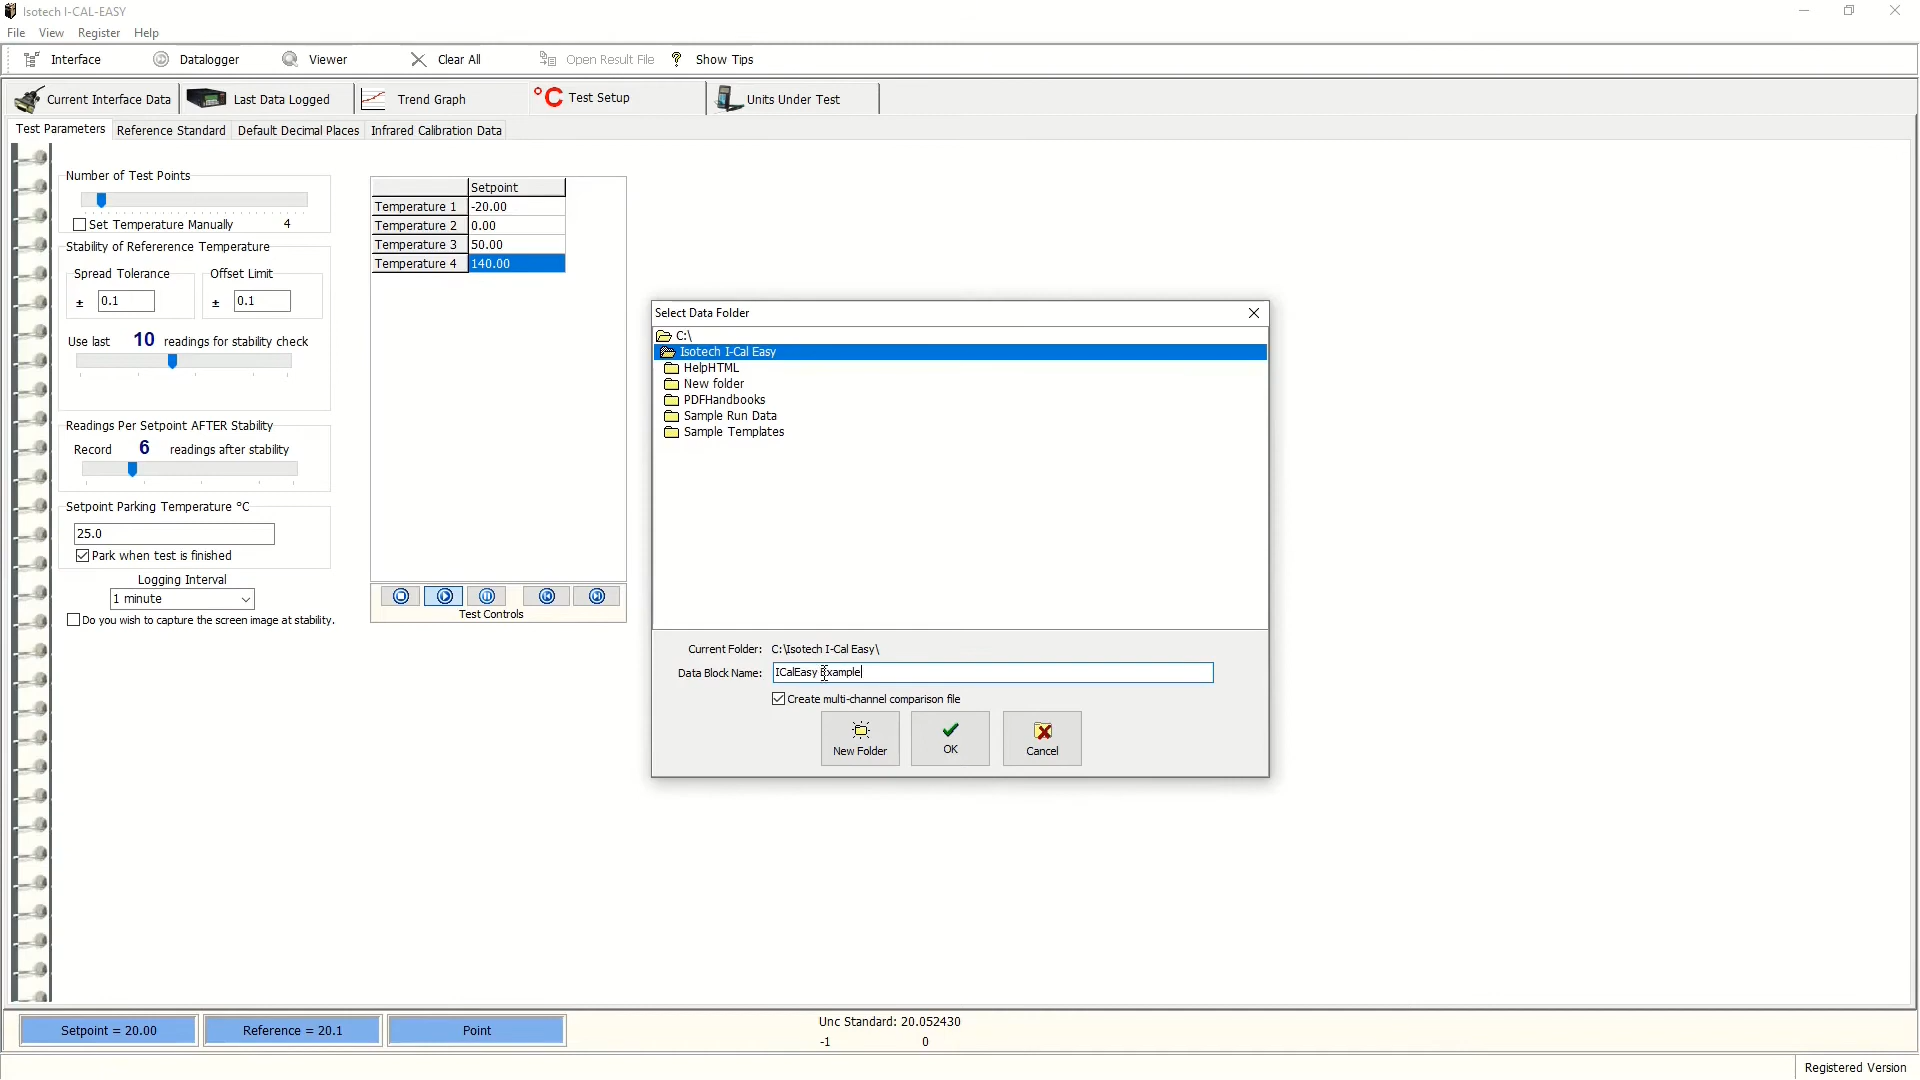 Isotech I-CAL-EASY
File View Register Help
Interface Datalogger Viewer Clear All Open Result File ? Show Tips
Current Interface Data Last Data Logged Trend Graph °C Test Setup Units Under Test
Test Parameters Reference Standard Default Decimal Places Infrared Calibration Data
Number of Test Points
Set Temperature Manually 4
Stability of Refererence Temperature
Spread Tolerance Offset Limit
± 0.1 ± 0.1
Use last 10 readings for stability check
Readings Per Setpoint AFTER Stability
Record 6 readings after stability
Setpoint Parking Temperature °C
25.0
Park when test is finished
Logging Interval
1 minute
Do you wish to capture the screen image at stability.
Setpoint
Temperature 1 -20.00
Temperature 2 0.00
Temperature 3 50.00
Temperature 4 140.00
Test Controls
Select Data Folder
C:\
Isotech I-Cal Easy
HelpHTML
New folder
PDFHandbooks
Sample Run Data
Sample Templates
Current Folder: C:\Isotech I-Cal Easy\
Data Block Name: ICalEasy Example
Create multi-channel comparison file
New Folder OK Cancel
Setpoint = 20.00 Reference = 20.1 Point
Unc Standard: 20.052430
-1 0
Registered Version